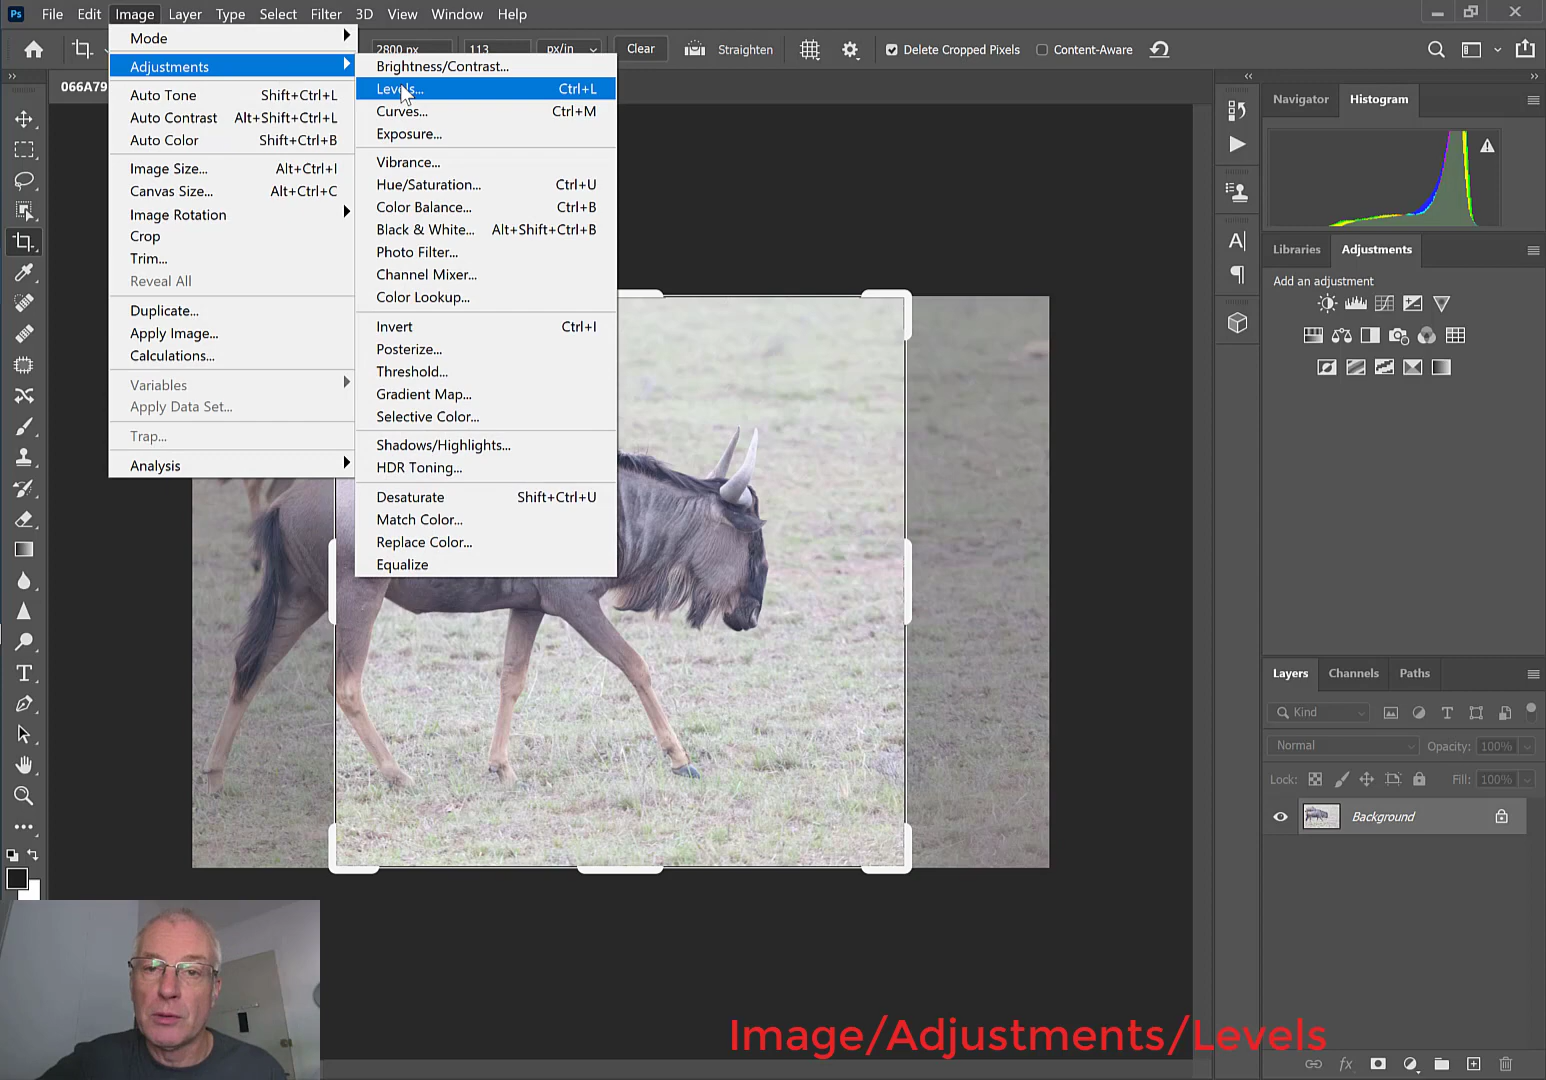 Ps File Edit Image Layer Type Select Filter 3D View Window Help
2800 px 113 px/in Clear Straighten Delete Cropped Pixels Content-Aware
066A79
Mode
Adjustments
Auto Tone Shift+Ctrl+L
Auto Contrast Alt+Shift+Ctrl+L
Auto Color Shift+Ctrl+B
Image Size... Alt+Ctrl+I
Canvas Size... Alt+Ctrl+C
Image Rotation
Crop
Trim...
Reveal All
Duplicate...
Apply Image...
Calculations...
Variables
Apply Data Set...
Trap...
Analysis
Brightness/Contrast...
Levels... Ctrl+L
Curves... Ctrl+M
Exposure...
Vibrance...
Hue/Saturation... Ctrl+U
Color Balance... Ctrl+B
Black & White... Alt+Shift+Ctrl+B
Photo Filter...
Channel Mixer...
Color Lookup...
Invert Ctrl+I
Posterize...
Threshold...
Gradient Map...
Selective Color...
Shadows/Highlights...
HDR Toning...
Desaturate Shift+Ctrl+U
Match Color...
Replace Color...
Equalize
Navigator Histogram
Libraries Adjustments
Add an adjustment
Layers Channels Paths
Kind
Normal Opacity: 100%
Lock: Fill: 100%
Background
Image/Adjustments/Levels
fx